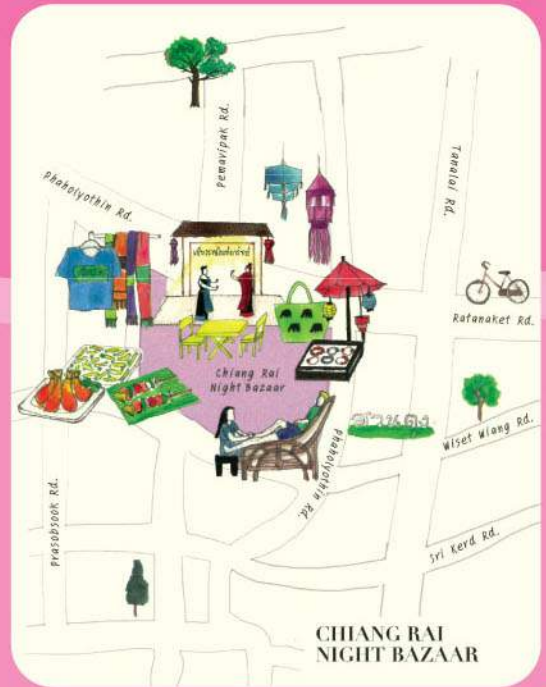 Pemavipak Rd.
Tanalai Rd.
Phaholyothin Rd.
Ratanaket Rd.
Chiang Rai
Night Bazaar
Wiset Wiang Rd.
Phaholyothin Rd.
Prasobsook Rd.
Sri Kerd Rd.
CHIANG RAI
NIGHT BAZAAR